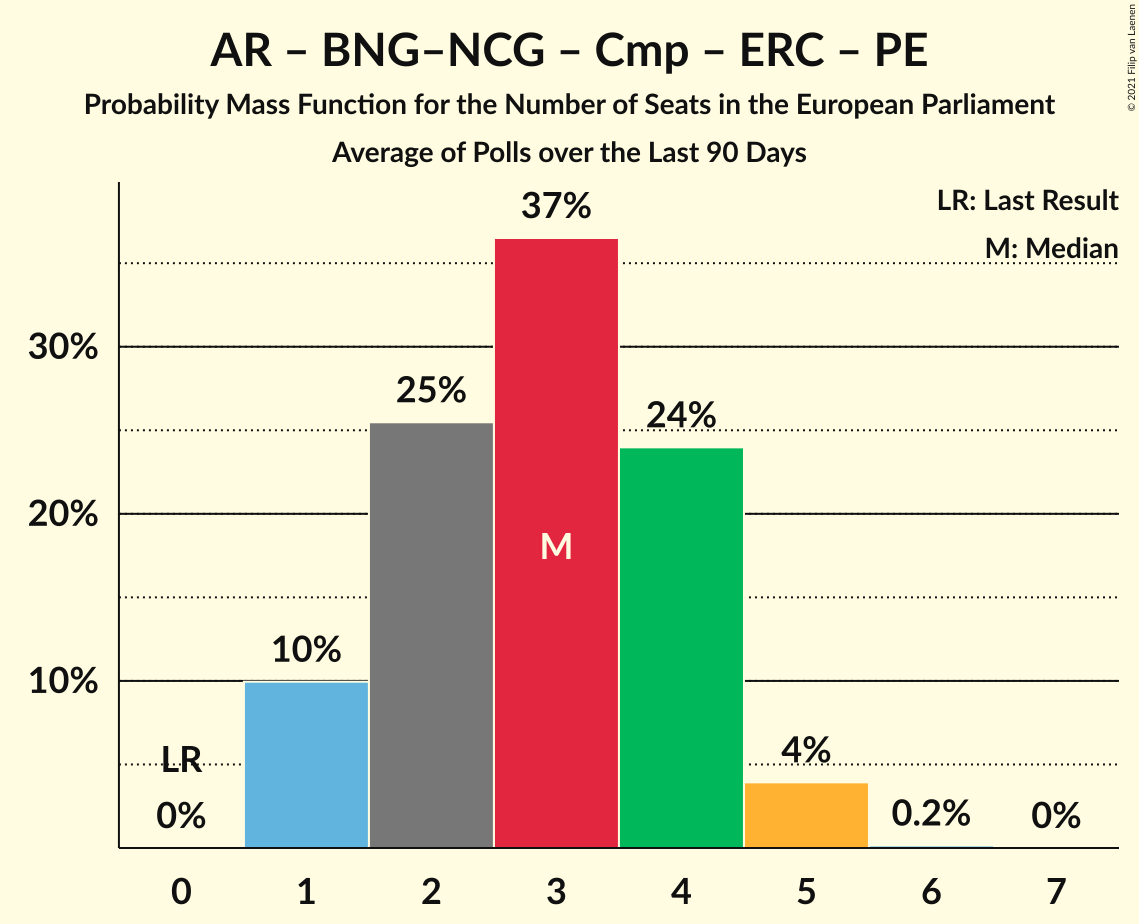 AR – BNG–NCG – Cmp – ERC – PE
Probability Mass Function for the Number of Seats in the European Parliament
Average of Polls over the Last 90 Days
© 2021 Filip van Laenen
LR: Last Result
M: Median
37%
30%
25%
24%
20%
M
10%
10%
LR
4%
0%
0.2%
0%
0 1 2 3 4 5 6 7